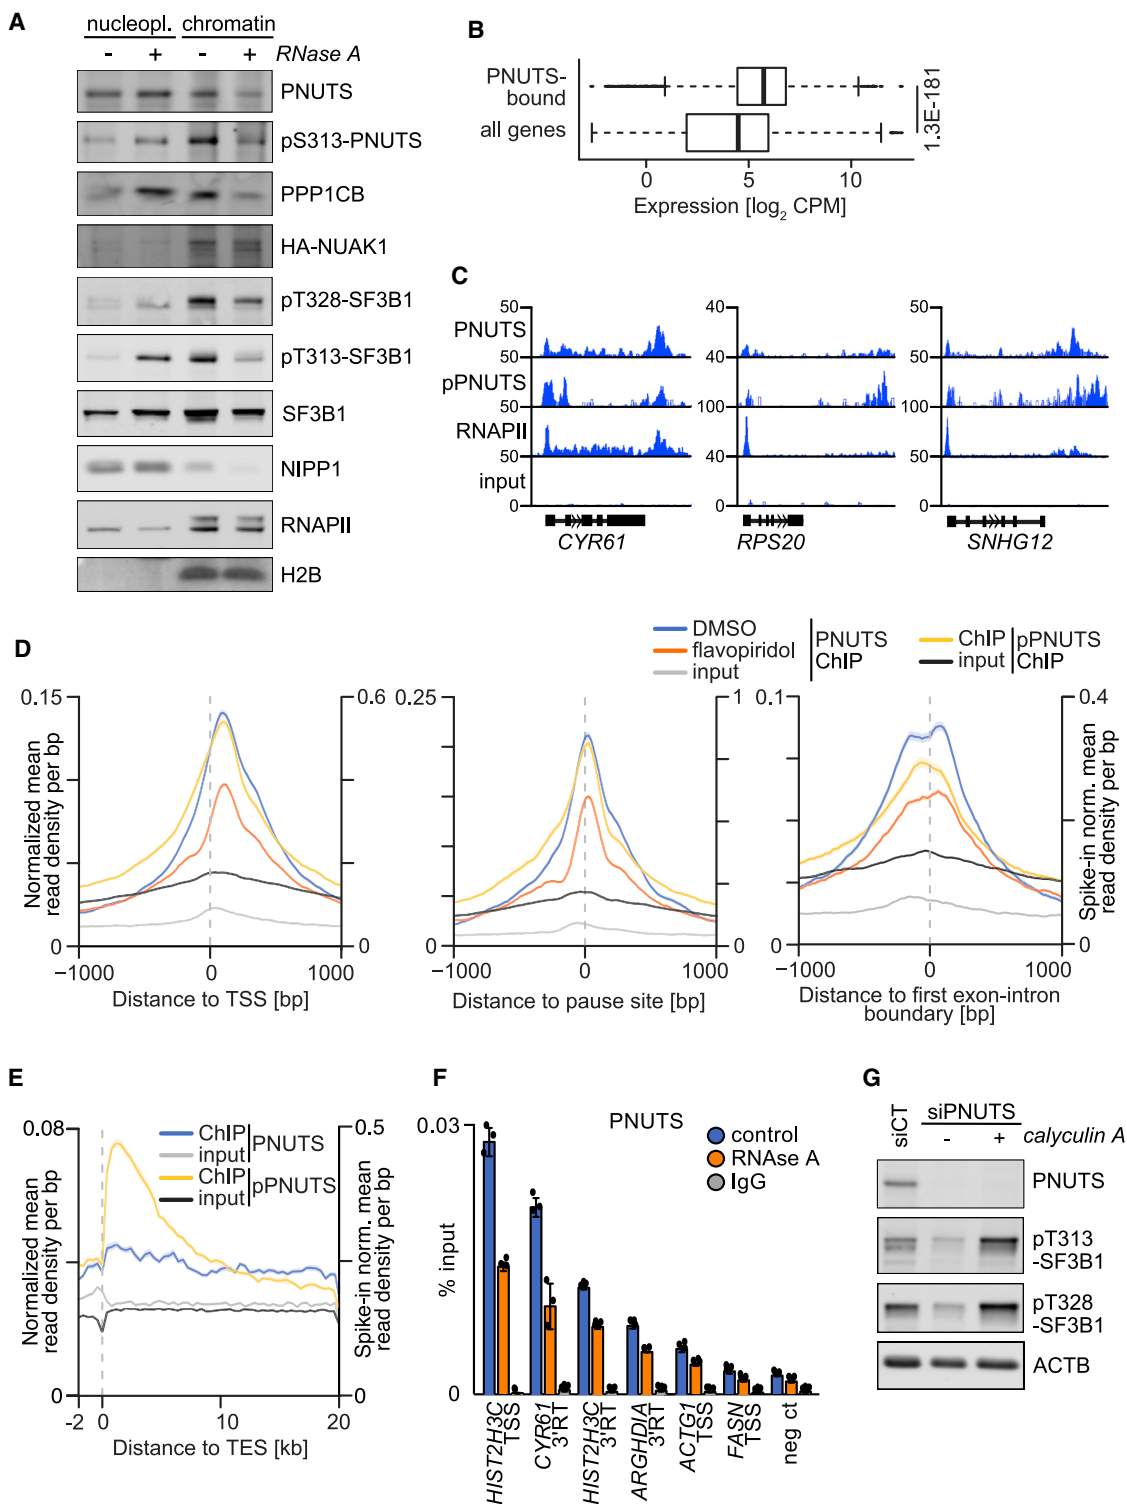 A
nucleopl. chromatin
- + - + RNase A
PNUTS
pS313-PNUTS
PPP1CB
HA-NUAK1
pT328-SF3B1
pT313-SF3B1
SF3B1
NIPP1
RNAPII
H2B
B
PNUTS-
bound
all genes
1.3E-181
0 5 10
Expression [log2 CPM]
C
50 40 50
PNUTS
50 40 50
pPNUTS
50 100 100
RNAPII
50 40 50
input
0 0 0
CYR61 RPS20 SNHG12
D
DMSO
flavopiridol
input
PNUTS
ChIP
ChIP
input
pPNUTS
ChIP
Normalized mean
read density per bp
0.15
0
0.6
0
−1000 0 1000
Distance to TSS [bp]
0.25
0
1
0
−1000 0 1000
Distance to pause site [bp]
0.1
0
0.4
0
−1000 0 1000
Distance to first exon-intron
boundary [bp]
Spike-in norm. mean
read density per bp
E
Normalized mean
read density per bp
0.08
0
ChIP
input
PNUTS
ChIP
input
pPNUTS
0.5
0
Spike-in norm. mean
read density per bp
-2 0 10 20
Distance to TES [kb]
F
PNUTS
control
RNAse A
IgG
% input
0.03
0
HIST2H3C
TSS
CYR61
3'RT
HIST2H3C
3'RT
ARGHDIA
3'RT
ACTG1
TSS
FASN
TSS
neg ct
G
siCT
siPNUTS
- + calyculin A
PNUTS
pT313
-SF3B1
pT328
-SF3B1
ACTB